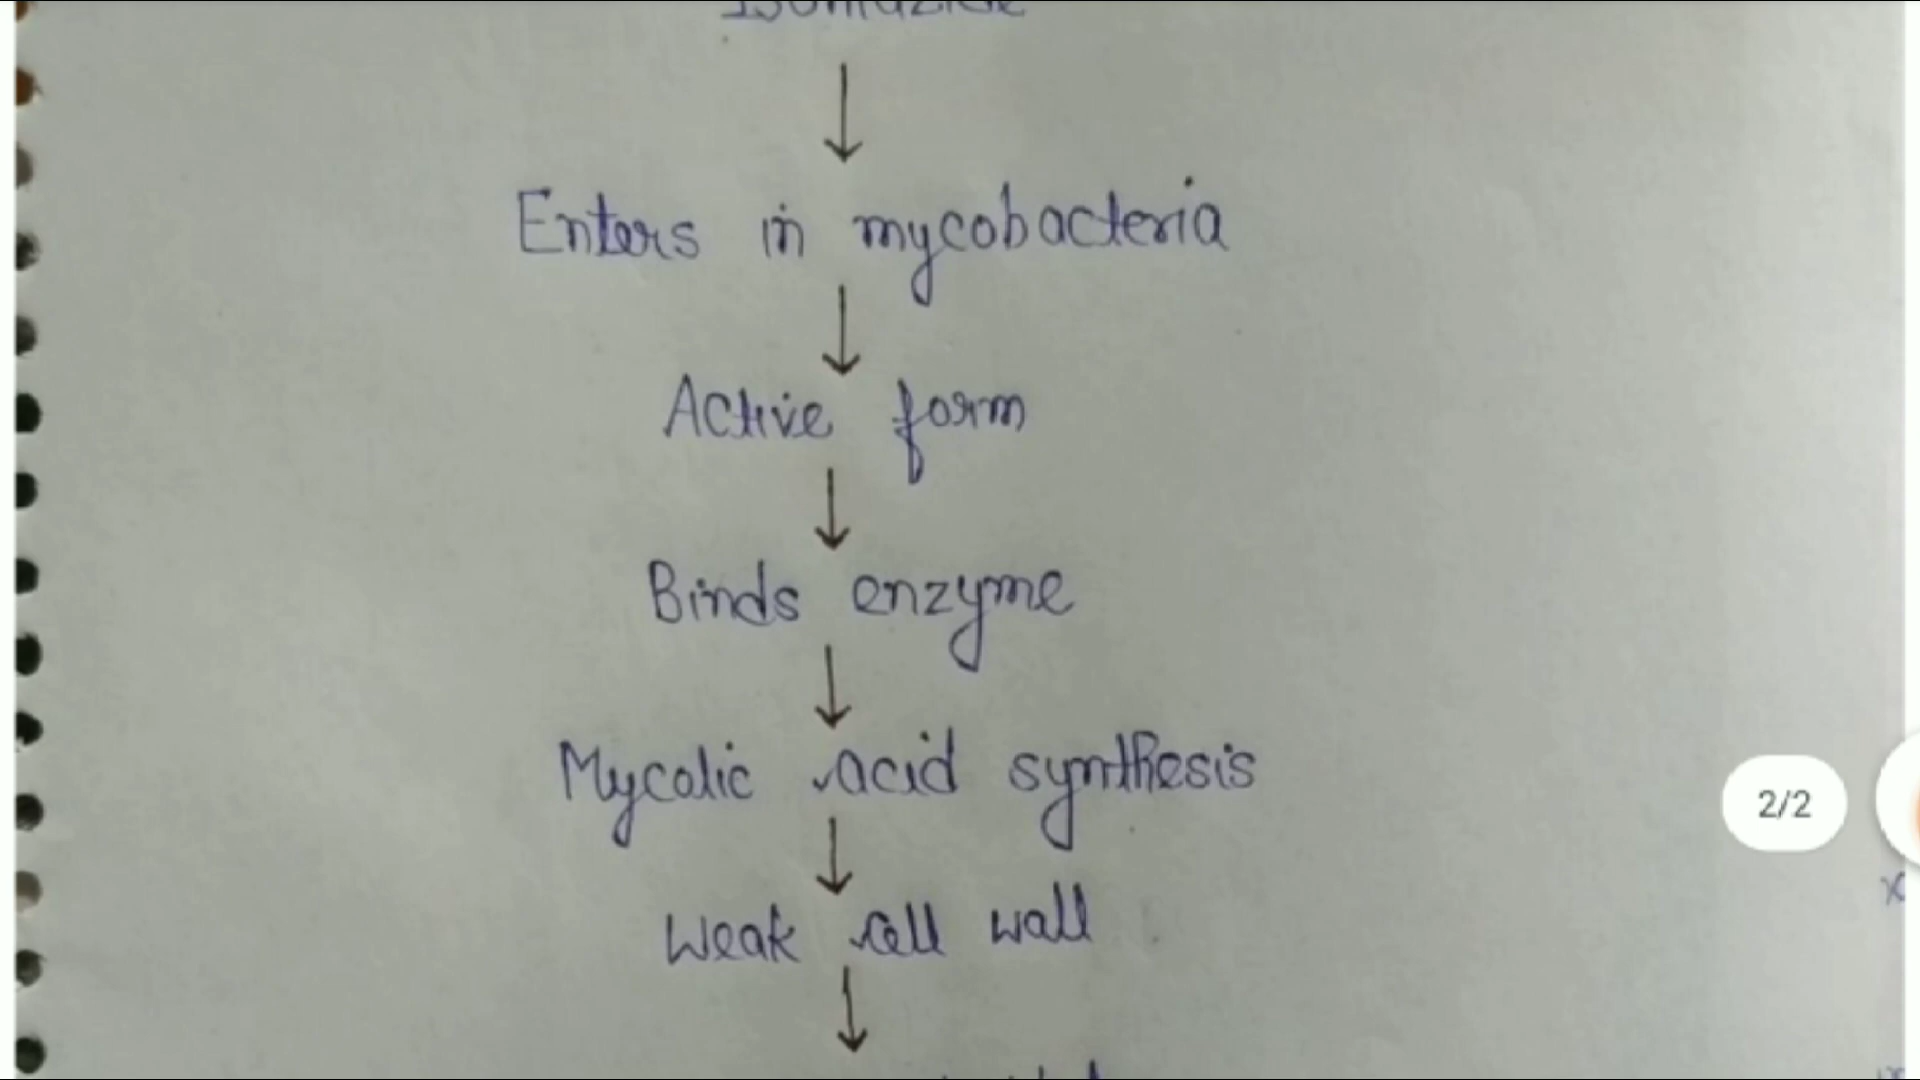 Enters in mycobacteria
Active form
Binds enzyme
Mycolic acid synthesis
Weak cell wall
2/2